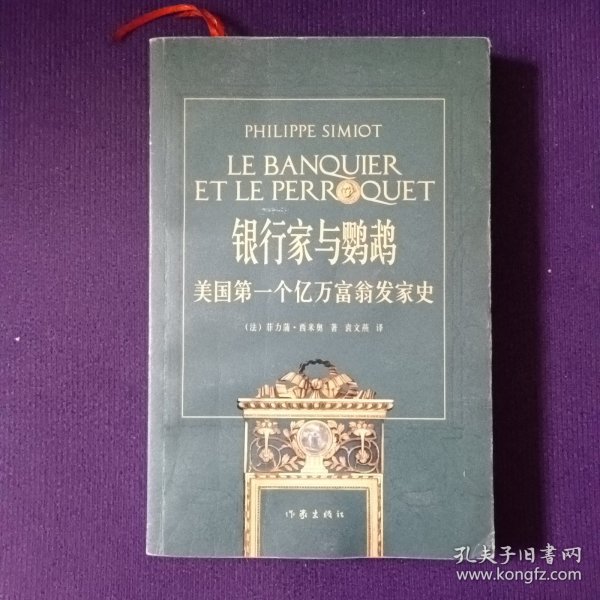 PHILIPPE SIMIOT
LE BANQUIER
ET LE PERROQUET
银行家与鹦鹉
美国第一个亿万富翁发家史
（法）菲力蒲·西米奥 著 袁文燕 译
作家出版社
孔夫子旧书网
www.kongfz.com